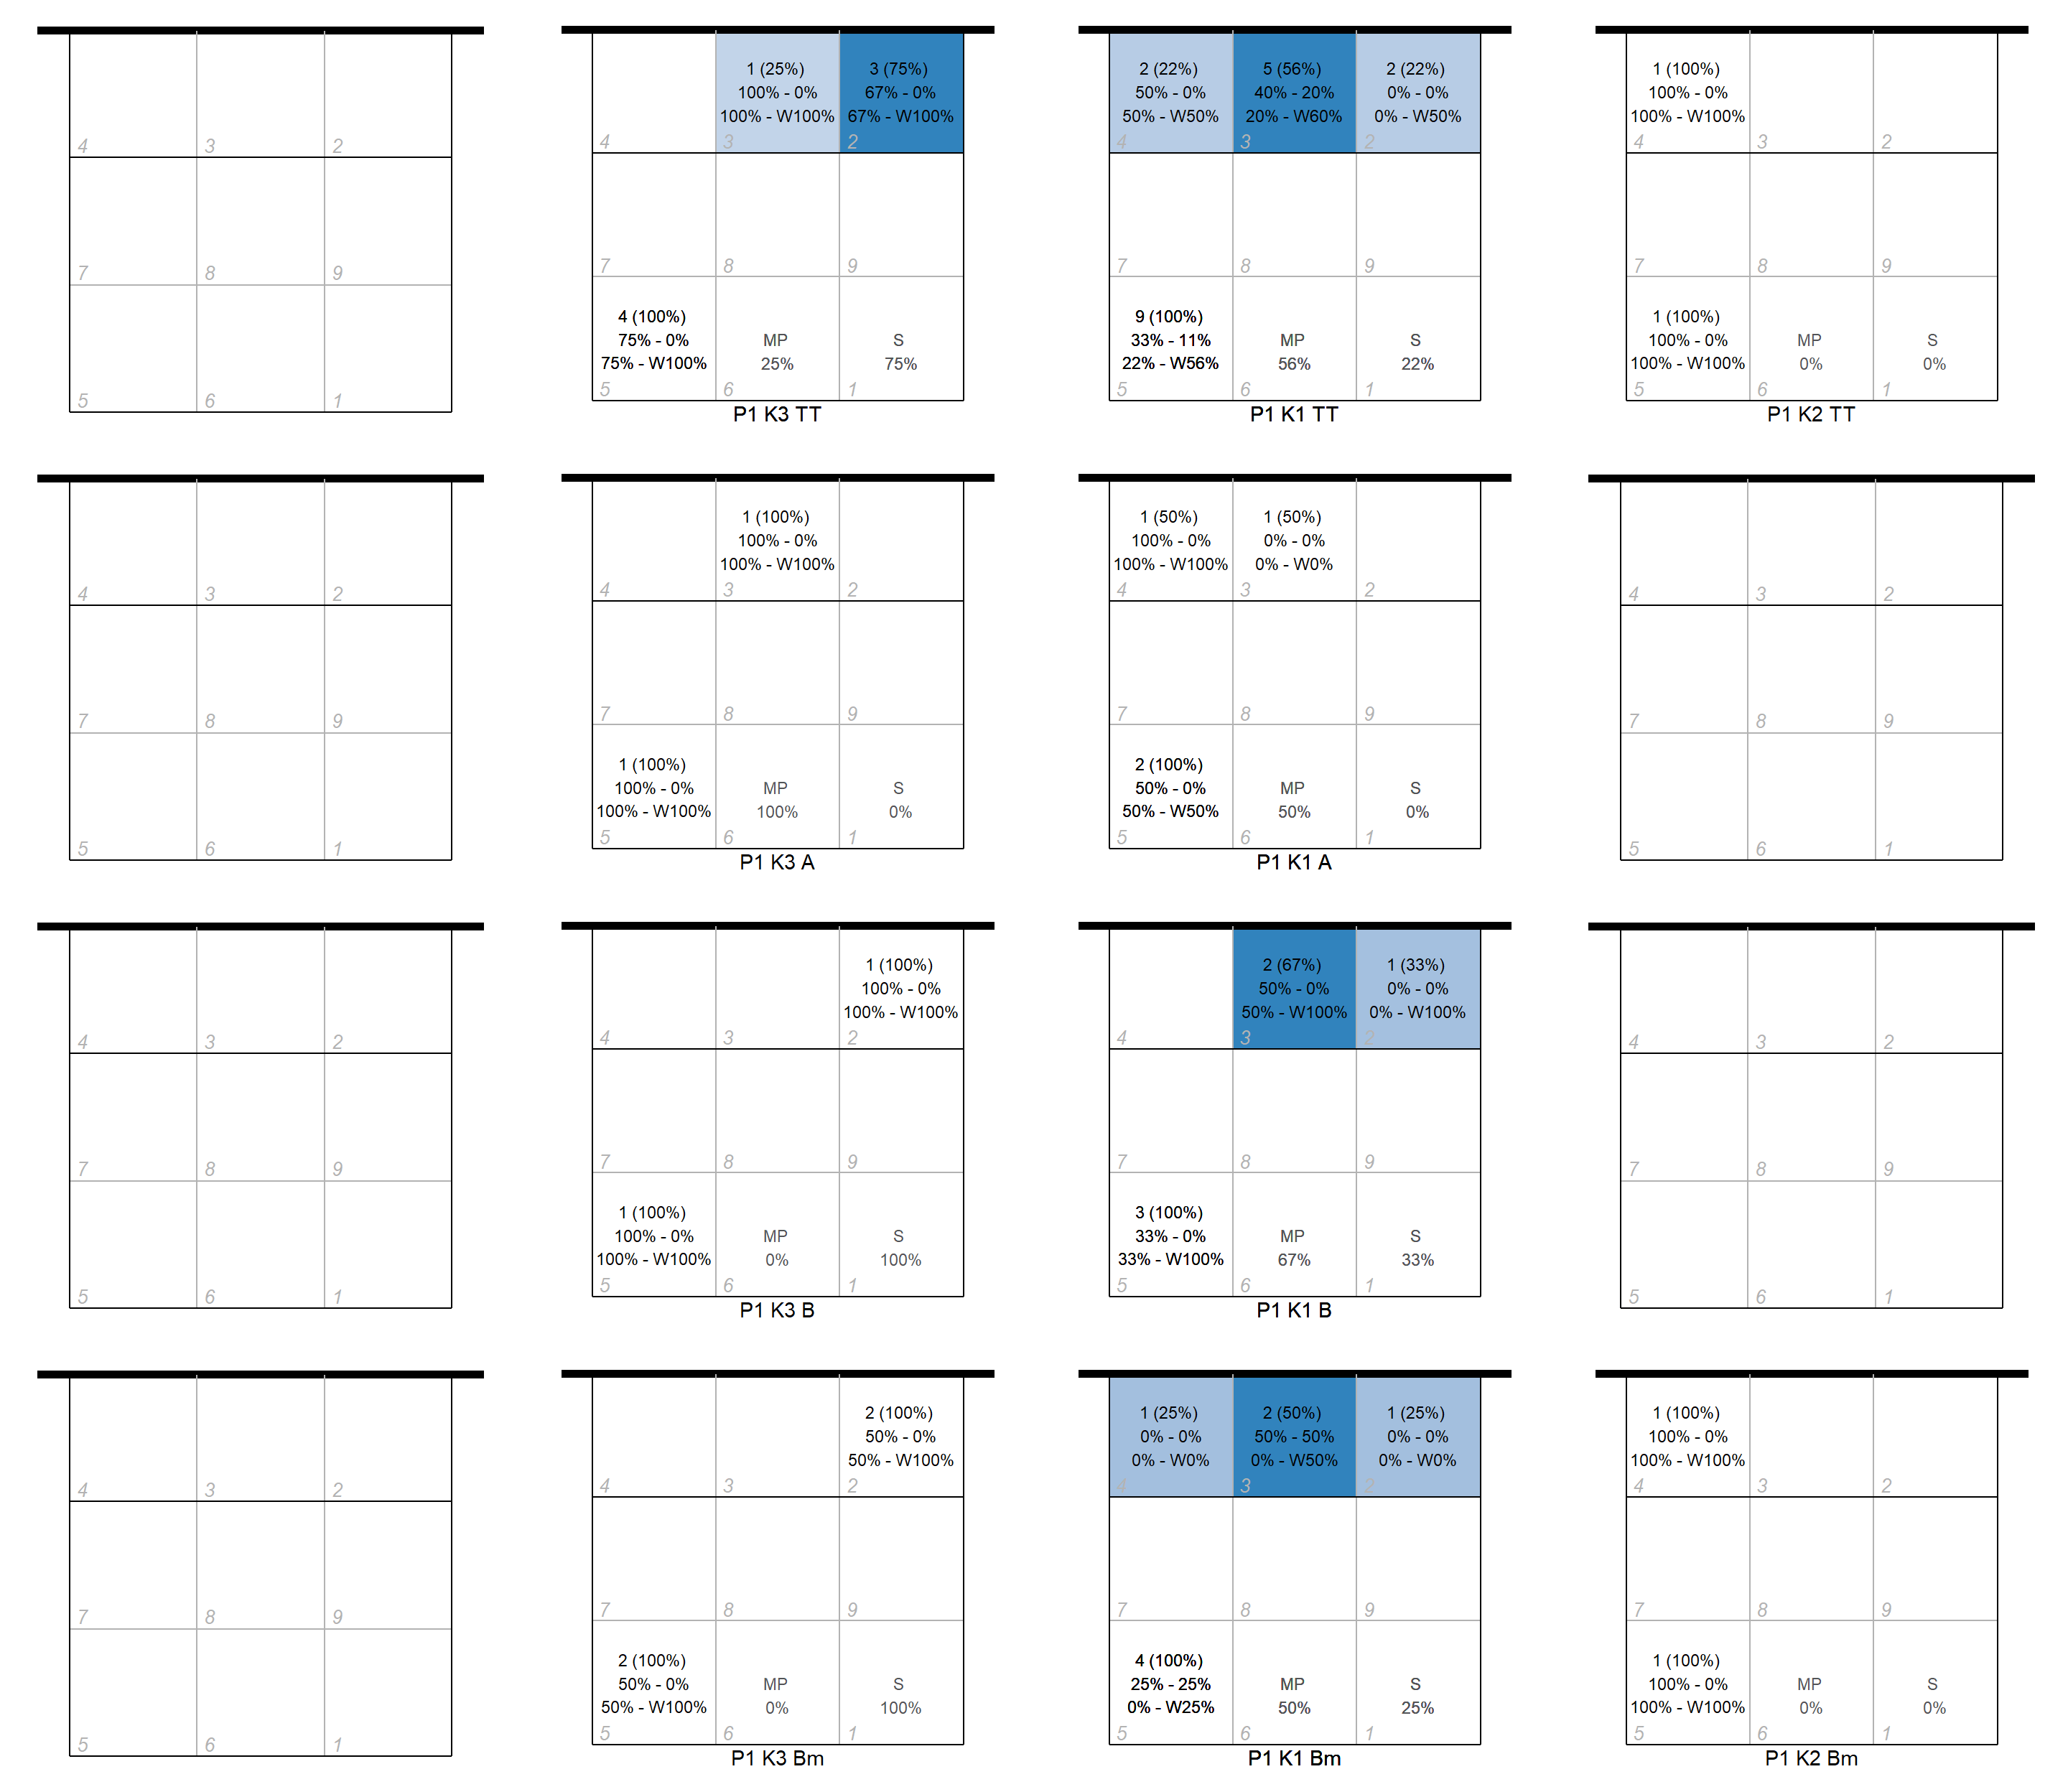 4
3
2
7
8
9
5
6
1
4
1 (25%)
100% - 0%
100% - W100%
3
3 (75%)
67% - 0%
67% - W100%
2
7
8
9
4 (100%)
75% - 0%
75% - W100%
5
MP
25%
6
S
75%
1
P1 K3 TT
2 (22%)
50% - 0%
50% - W50%
4
5 (56%)
40% - 20%
20% - W60%
3
2 (22%)
0% - 0%
0% - W50%
2
7
8
9
9 (100%)
33% - 11%
22% - W56%
5
MP
56%
6
S
22%
1
P1 K1 TT
1 (100%)
100% - 0%
100% - W100%
4
3
2
7
8
9
1 (100%)
100% - 0%
100% - W100%
5
MP
0%
6
S
0%
1
P1 K2 TT
4
3
2
7
8
9
5
6
1
4
1 (100%)
100% - 0%
100% - W100%
3
2
7
8
9
1 (100%)
100% - 0%
100% - W100%
5
MP
100%
6
S
0%
1
P1 K3 A
1 (50%)
100% - 0%
100% - W100%
4
1 (50%)
0% - 0%
0% - W0%
3
2
7
8
9
2 (100%)
50% - 0%
50% - W50%
5
MP
50%
6
S
0%
1
P1 K1 A
4
3
2
7
8
9
5
6
1
4
3
2
7
8
9
5
6
1
4
3
1 (100%)
100% - 0%
100% - W100%
2
7
8
9
1 (100%)
100% - 0%
100% - W100%
5
MP
0%
6
S
100%
1
P1 K3 B
4
2 (67%)
50% - 0%
50% - W100%
3
1 (33%)
0% - 0%
0% - W100%
2
7
8
9
3 (100%)
33% - 0%
33% - W100%
5
MP
67%
6
S
33%
1
P1 K1 B
4
3
2
7
8
9
5
6
1
4
3
2
7
8
9
5
6
1
4
3
2 (100%)
50% - 0%
50% - W100%
2
7
8
9
2 (100%)
50% - 0%
50% - W100%
5
MP
0%
6
S
100%
1
P1 K3 Bm
1 (25%)
0% - 0%
0% - W0%
4
2 (50%)
50% - 50%
0% - W50%
3
1 (25%)
0% - 0%
0% - W0%
2
7
8
9
4 (100%)
25% - 25%
0% - W25%
5
MP
50%
6
S
25%
1
P1 K1 Bm
1 (100%)
100% - 0%
100% - W100%
4
3
2
7
8
9
1 (100%)
100% - 0%
100% - W100%
5
MP
0%
6
S
0%
1
P1 K2 Bm